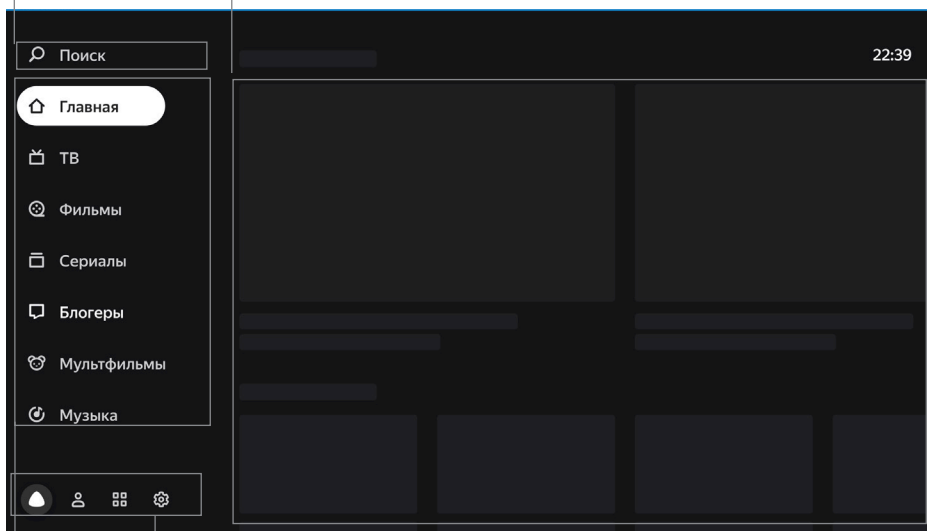 Поиск
22:39
Главная
ТВ
Фильмы
Сериалы
Блогеры
Мультфильмы
Музыка